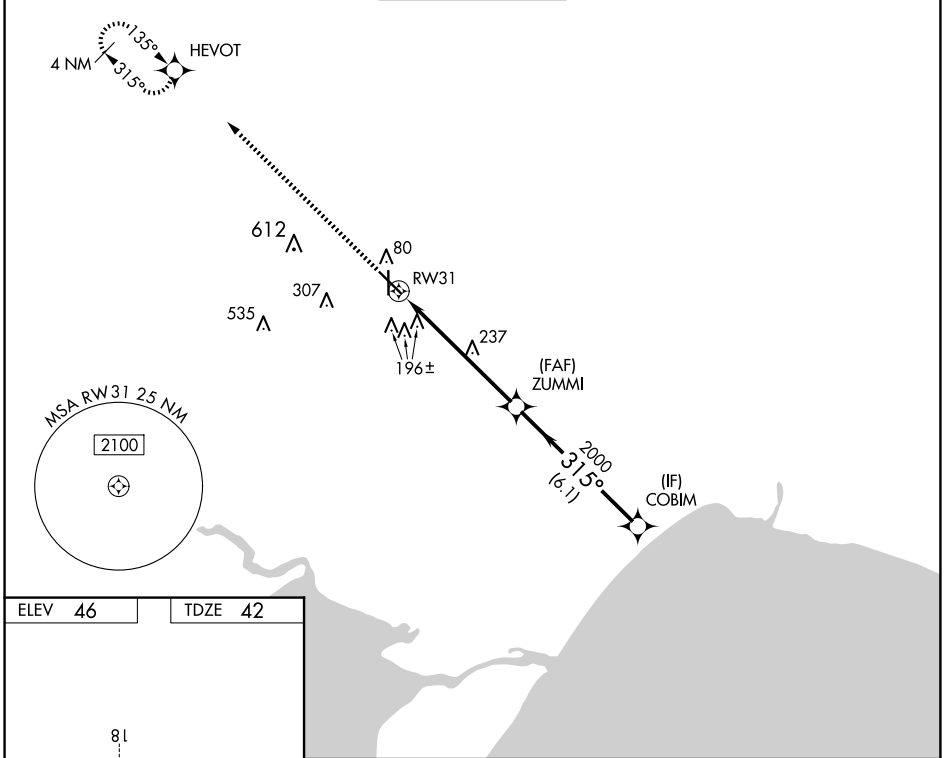 135°
HEVOT
4 NM
315°
612
80
RW31
307
535
237
196±
(FAF)
ZUMMI
MSA RW31 25 NM
2100
2000
315°
(6.1)
(IF)
COBIM
ELEV 46
TDZE 42
18